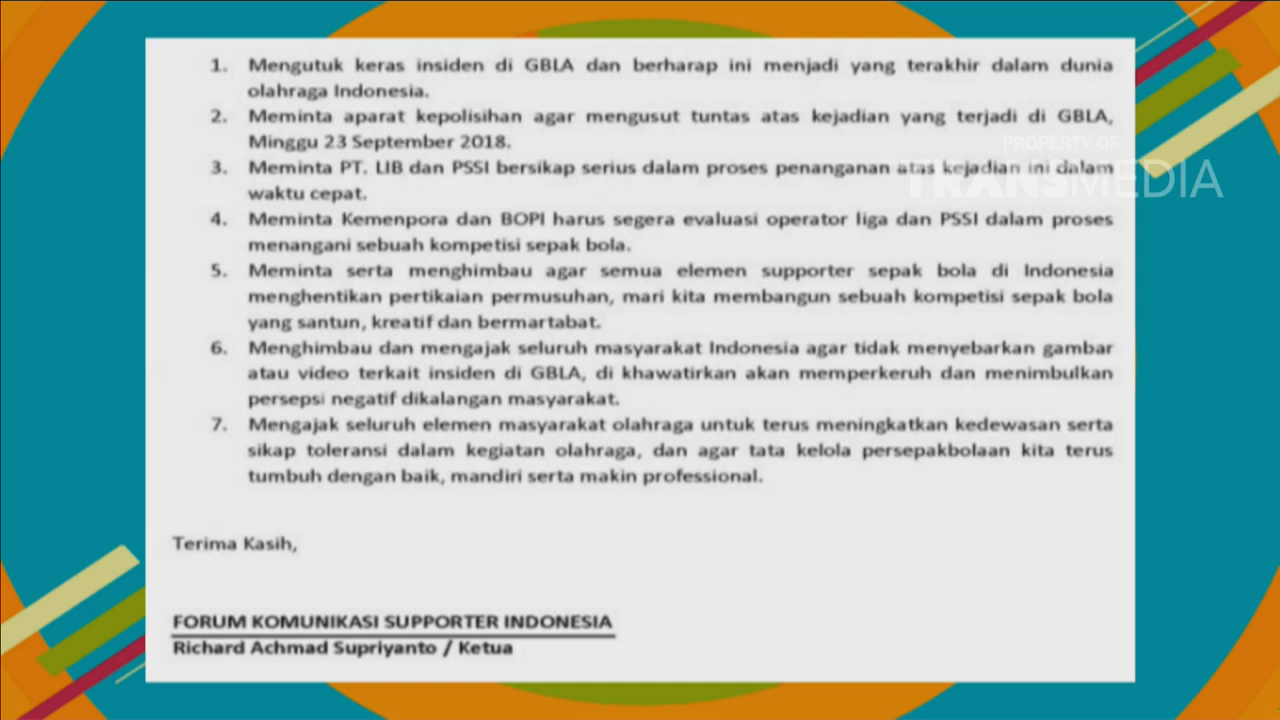 1. Mengutuk keras insiden di GBLA dan berharap ini menjadi yang terakhir dalam dunia
olahraga Indonesia.
2. Meminta aparat kepolisihan agar mengusut tuntas atas kejadian yang terjadi di GBLA,
Minggu 23 September 2018.
PROPERTY OF
3. Meminta PT. LIB dan PSSI bersikap serius dalam proses penanganan atas kejadian ini dalam
TRANSMEDIA
waktu cepat.
4. Meminta Kemenpora dan BOPI harus segera evaluasi operator liga dan PSSI dalam proses
menangani sebuah kompetisi sepak bola.
5. Meminta serta menghimbau agar semua elemen supporter sepak bola di Indonesia
menghentikan pertikaian permusuhan, mari kita membangun sebuah kompetisi sepak bola
yang santun, kreatif dan bermartabat.
6. Menghimbau dan mengajak seluruh masyarakat Indonesia agar tidak menyebarkan gambar
atau video terkait insiden di GBLA, di khawatirkan akan memperkeruh dan menimbulkan
persepsi negatif dikalangan masyarakat.
7. Mengajak seluruh elemen masyarakat olahraga untuk terus meningkatkan kedewasan serta
sikap toleransi dalam kegiatan olahraga, dan agar tata kelola persepakbolaan kita terus
tumbuh dengan baik, mandiri serta makin professional.
Terima Kasih,
FORUM KOMUNIKASI SUPPORTER INDONESIA
Richard Achmad Supriyanto / Ketua